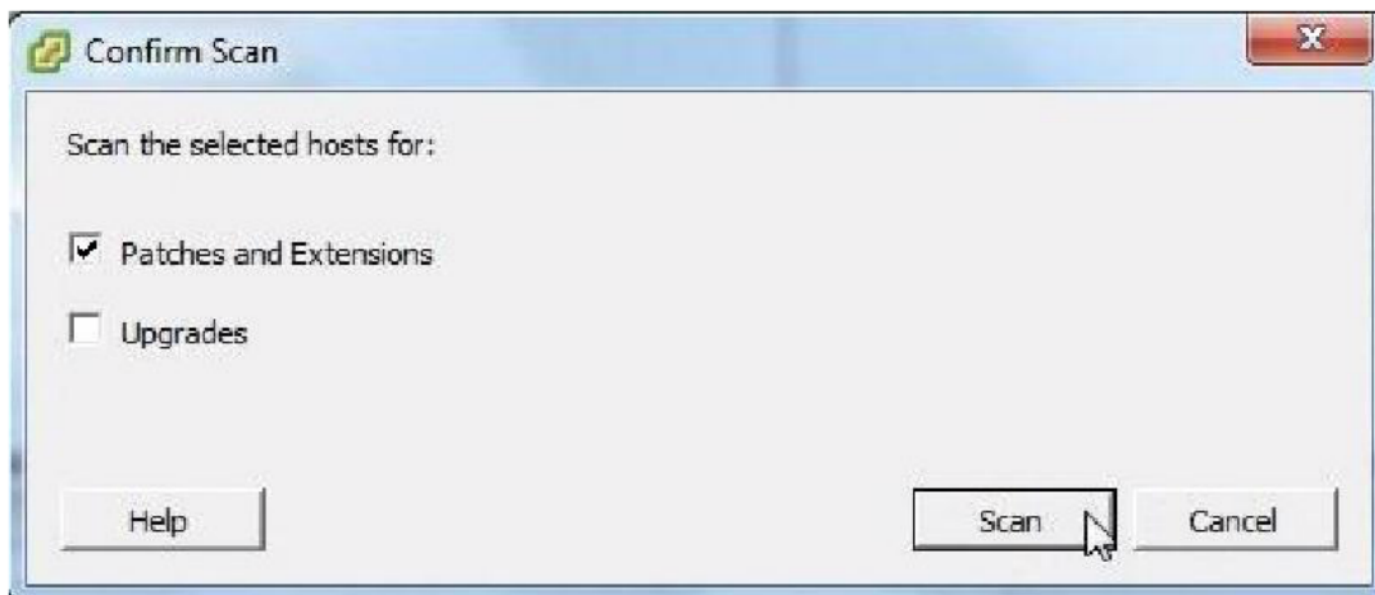 Confirm Scan
Scan the selected hosts for:
Patches and Extensions
Upgrades
Help Scan Cancel